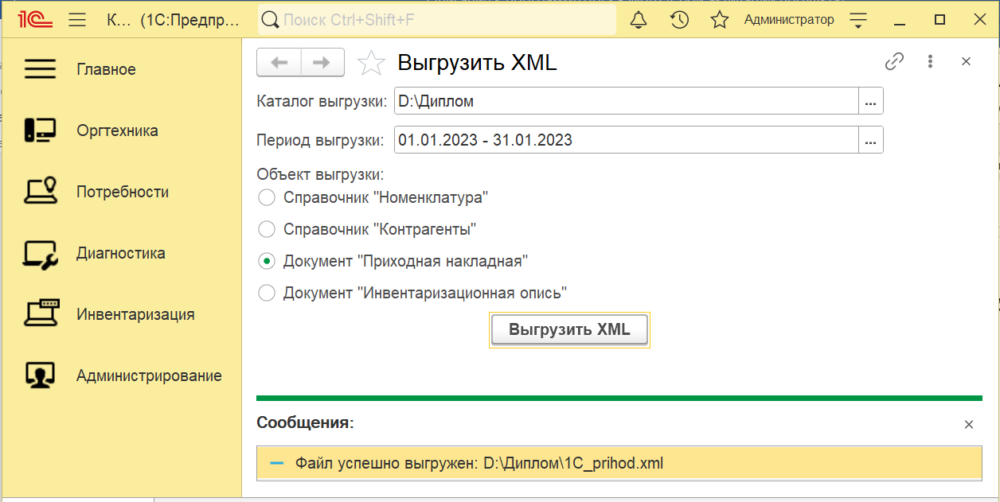 1С К... (1С:Предпр... Поиск Ctrl+Shift+F Администратор
Главное
Оргтехника
Потребности
Диагностика
Инвентаризация
Администрирование
Выгрузить XML
Каталог выгрузки: D:\Диплом ...
Период выгрузки: 01.01.2023 - 31.01.2023 ...
Объект выгрузки:
Справочник "Номенклатура"
Справочник "Контрагенты"
Документ "Приходная накладная"
Документ "Инвентаризационная опись"
Выгрузить XML
Сообщения:
Файл успешно выгружен: D:\Диплом\1C_prihod.xml